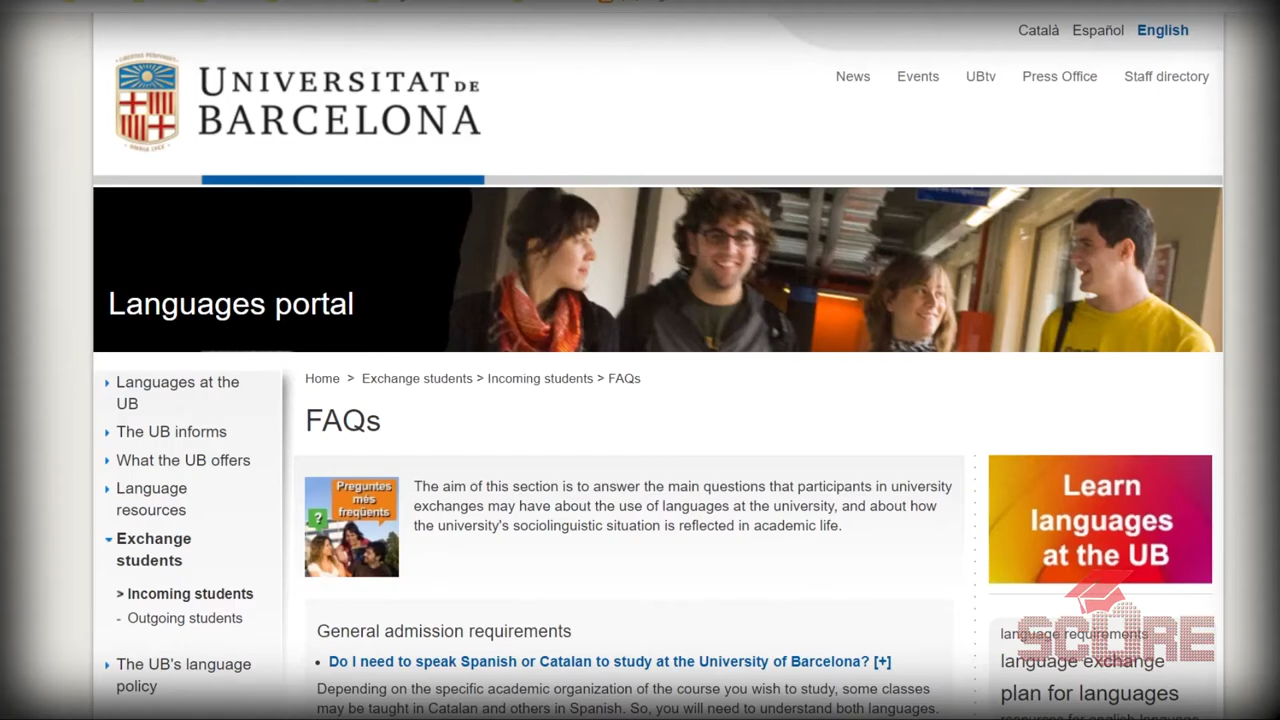 Català Español English
UNIVERSITAT DE
BARCELONA
News Events UBtv Press Office Staff directory
Languages portal
Languages at the
UB
The UB informs
What the UB offers
Language
resources
Exchange
students
> Incoming students
- Outgoing students
The UB's language
policy
Home > Exchange students > Incoming students > FAQs
FAQs
Preguntes
més
freqüents
?
The aim of this section is to answer the main questions that participants in university
exchanges may have about the use of languages at the university, and about how
the university's sociolinguistic situation is reflected in academic life.
General admission requirements
• Do I need to speak Spanish or Catalan to study at the University of Barcelona? [+]
Depending on the specific academic organization of the course you wish to study, some classes
may be taught in Catalan and others in Spanish. So, you will need to understand both languages.
Learn
languages
at the UB
language requirements
language exchange
plan for languages
resources for english language
SCORE